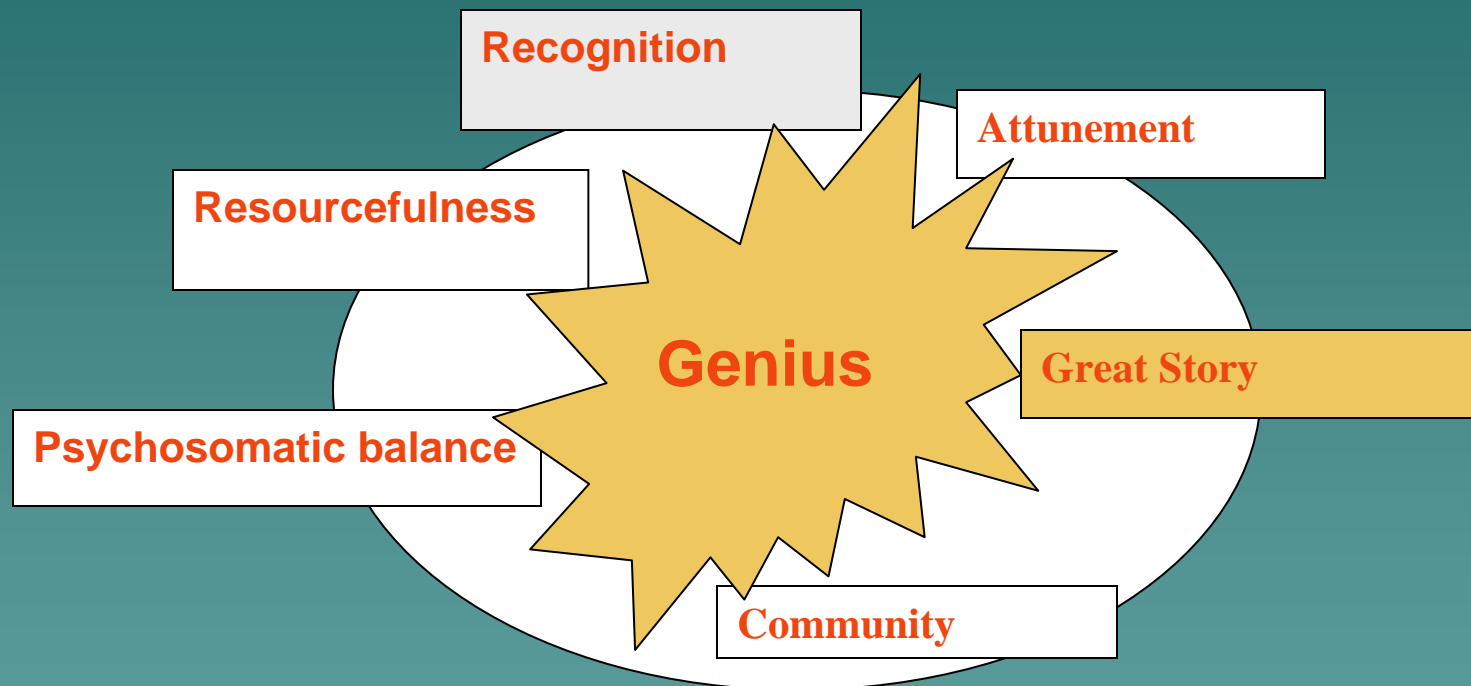 Recognition
Attunement
Resourcefulness
Genius
Great Story
Psychosomatic balance
Community